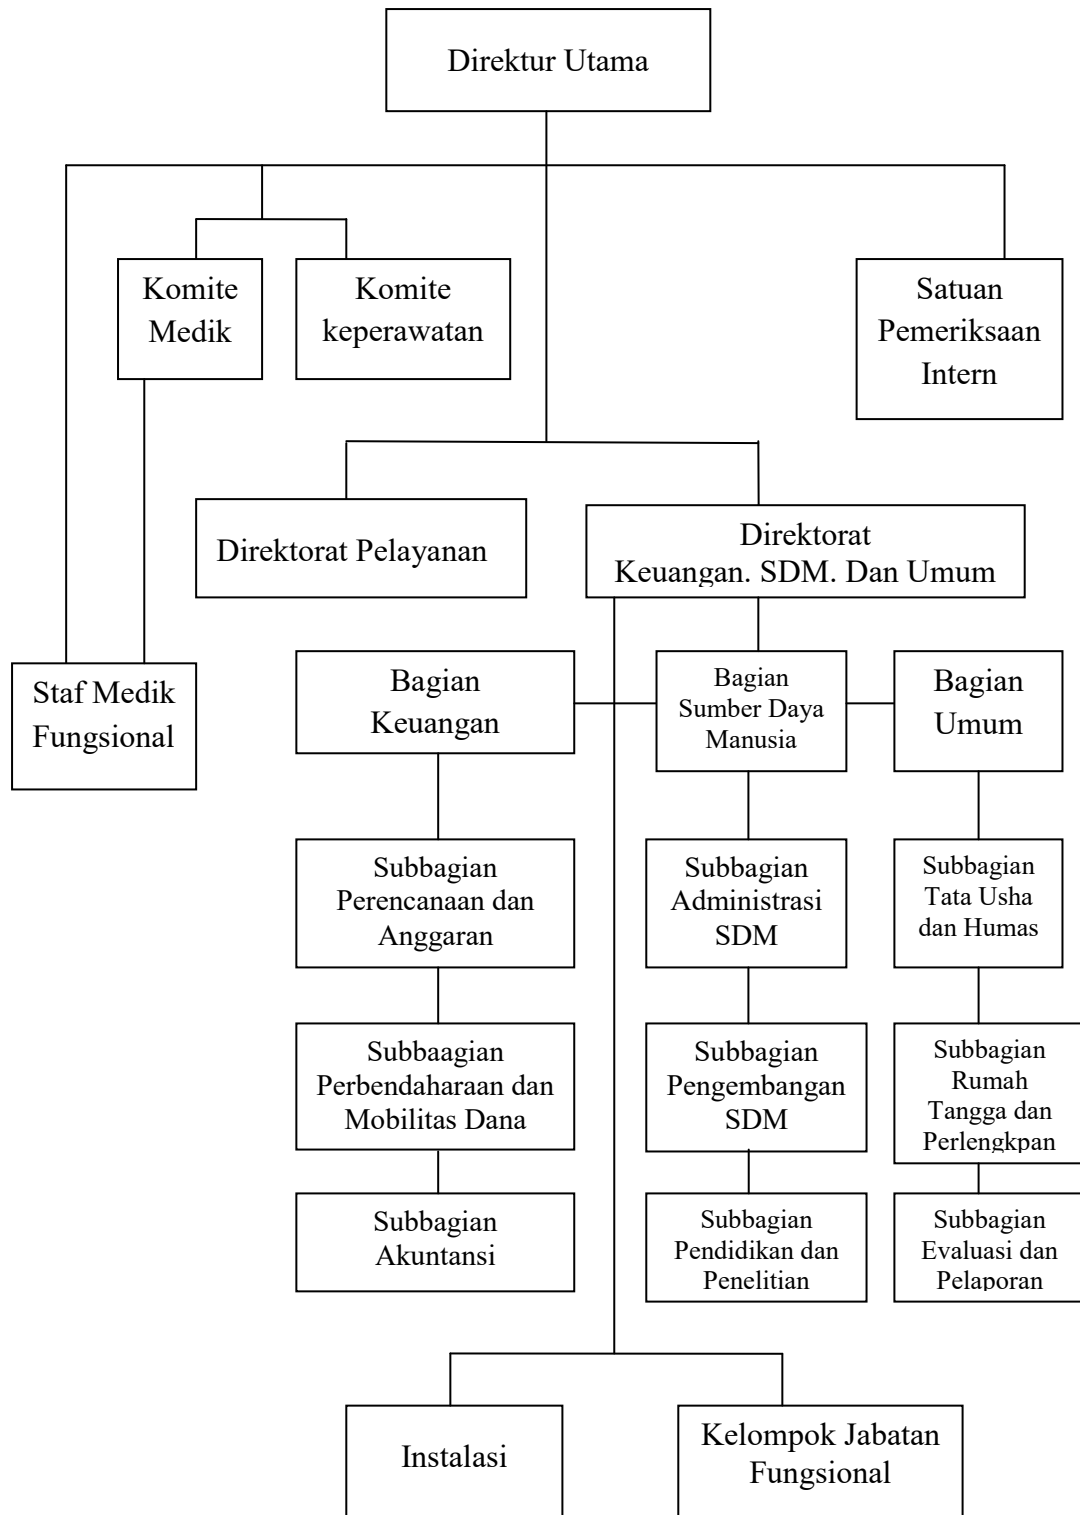 Direktur Utama
Komite
Medik
Komite
keperawatan
Satuan
Pemeriksaan
Intern
Direktorat Pelayanan
Direktorat
Keuangan. SDM. Dan Umum
Staf Medik
Fungsional
Bagian
Keuangan
Bagian
Sumber Daya
Manusia
Bagian
Umum
Subbagian
Perencanaan dan
Anggaran
Subbagian
Administrasi
SDM
Subbagian
Tata Usha
dan Humas
Subbaagian
Perbendaharaan dan
Mobilitas Dana
Subbagian
Pengembangan
SDM
Subbagian
Rumah
Tangga dan
Perlengkpan
Subbagian
Akuntansi
Subbagian
Pendidikan dan
Penelitian
Subbagian
Evaluasi dan
Pelaporan
Instalasi
Kelompok Jabatan
Fungsional